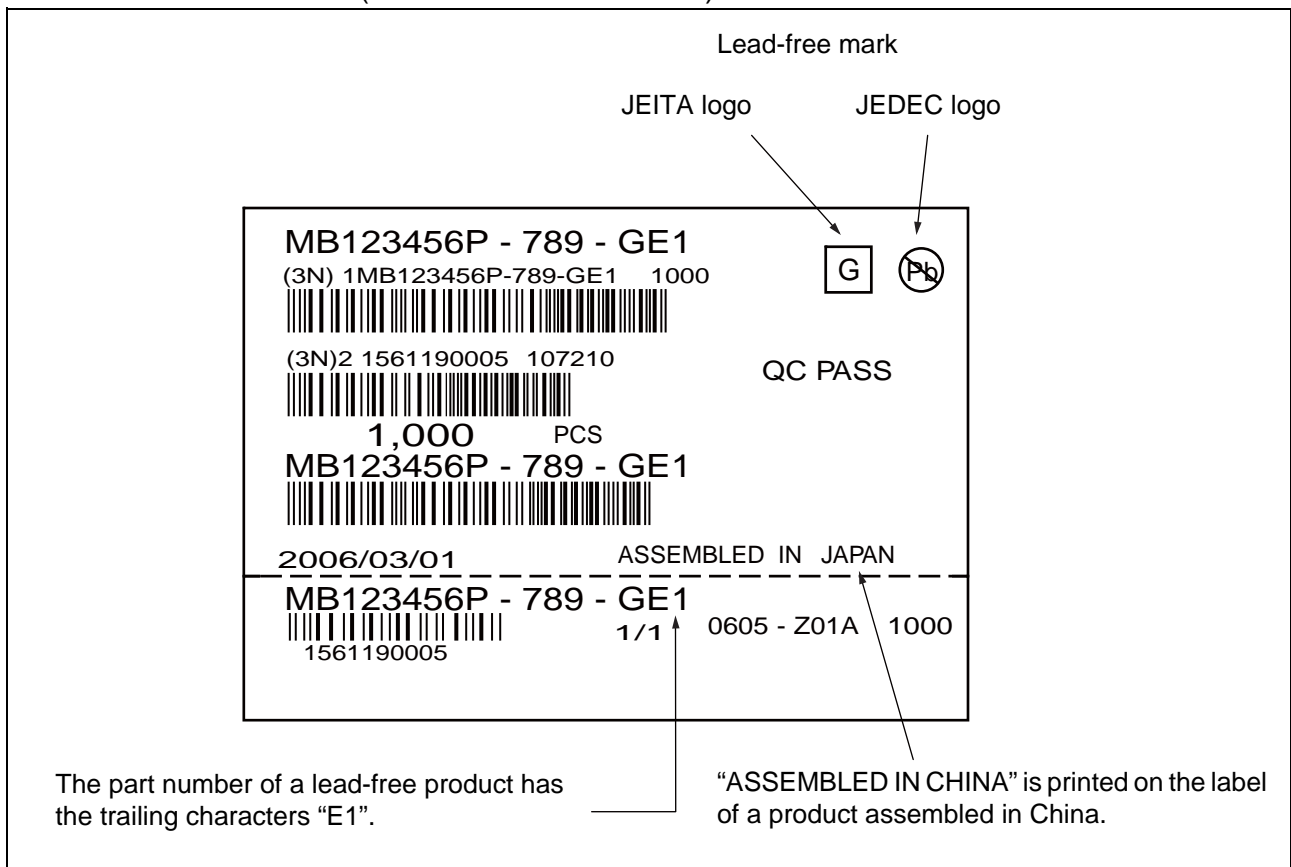 Lead-free mark
JEITA logo JEDEC logo
MB123456P - 789 - GE1
(3N) 1MB123456P-789-GE1 1000
G Pb
(3N)2 1561190005 107210
QC PASS
1,000 PCS
MB123456P - 789 - GE1
2006/03/01 ASSEMBLED IN JAPAN
MB123456P - 789 - GE1
1/1 0605 - Z01A 1000
1561190005
The part number of a lead-free product has
the trailing characters “E1”.
“ASSEMBLED IN CHINA” is printed on the label
of a product assembled in China.